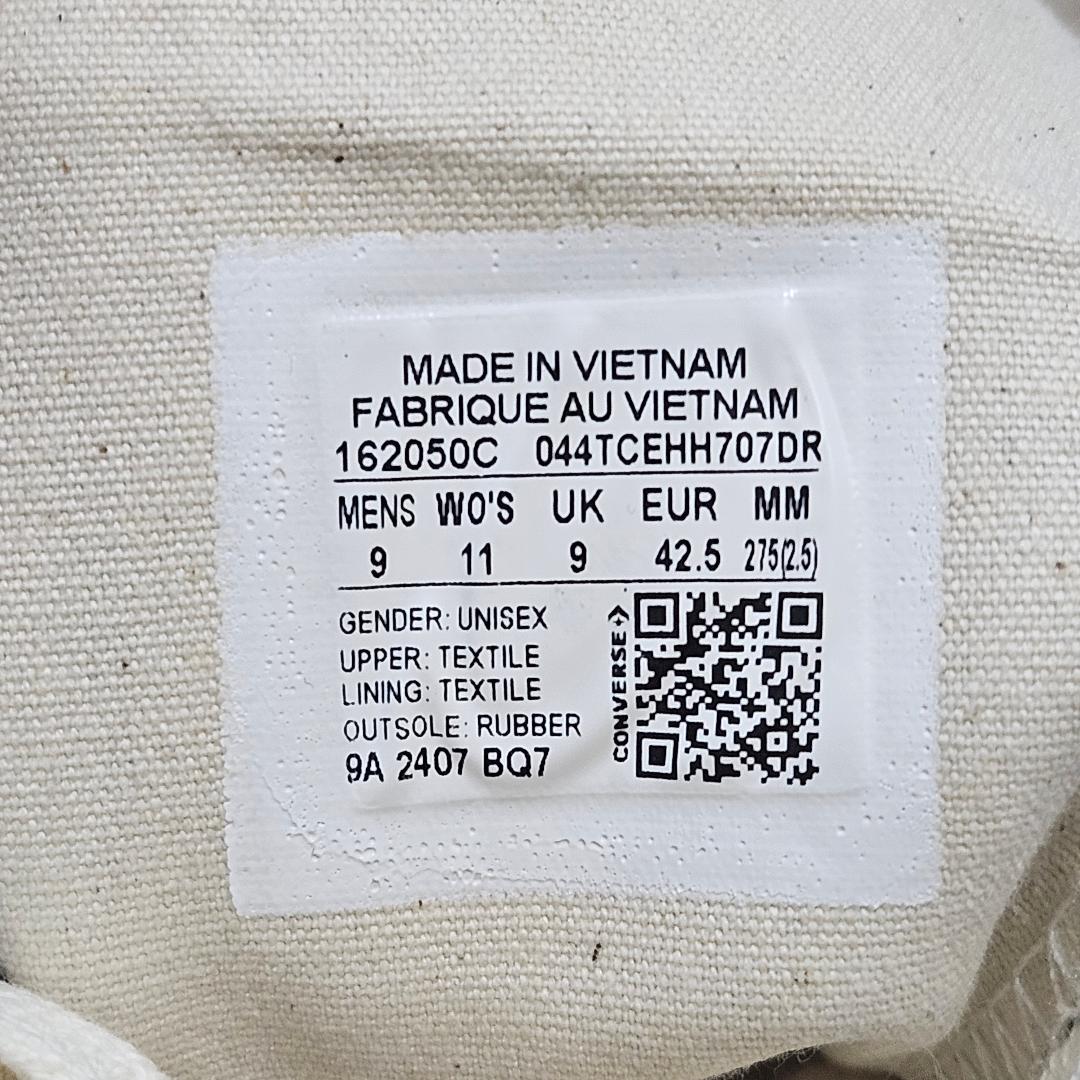 MADE IN VIETNAM
FABRIQUE AU VIETNAM
162050C 044TCEHH707DR
MENS WO'S UK EUR MM
9 11 9 42.5 275(2.5)
GENDER: UNISEX
UPPER: TEXTILE
LINING: TEXTILE
OUTSOLE: RUBBER
9A 2407 BQ7
CONVERSE